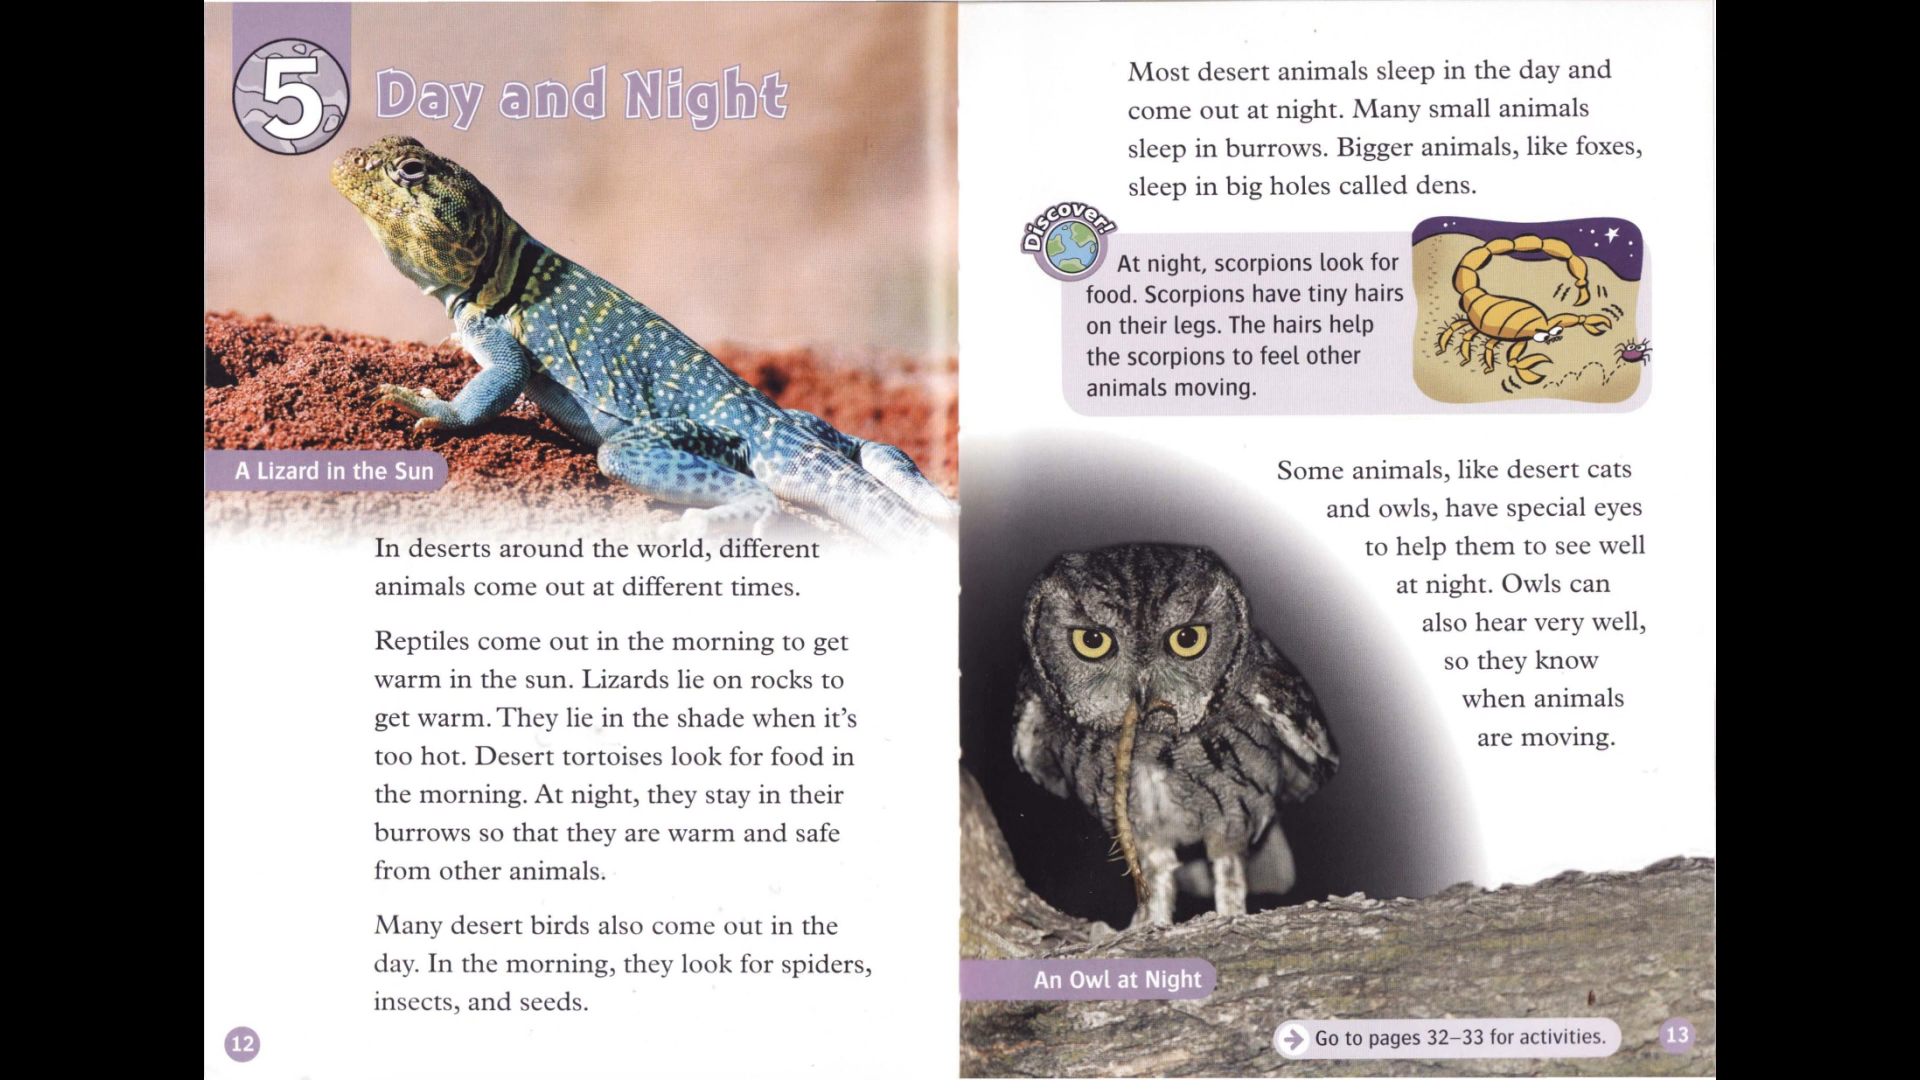 5
Day and Night
A Lizard in the Sun
In deserts around the world, different
animals come out at different times.
Reptiles come out in the morning to get
warm in the sun. Lizards lie on rocks to
get warm. They lie in the shade when it’s
too hot. Desert tortoises look for food in
the morning. At night, they stay in their
burrows so that they are warm and safe
from other animals.
Many desert birds also come out in the
day. In the morning, they look for spiders,
insects, and seeds.
12
Most desert animals sleep in the day and
come out at night. Many small animals
sleep in burrows. Bigger animals, like foxes,
sleep in big holes called dens.
Discover!
At night, scorpions look for
food. Scorpions have tiny hairs
on their legs. The hairs help
the scorpions to feel other
animals moving.
Some animals, like desert cats
and owls, have special eyes
to help them to see well
at night. Owls can
also hear very well,
so they know
when animals
are moving.
An Owl at Night
Go to pages 32–33 for activities.
13